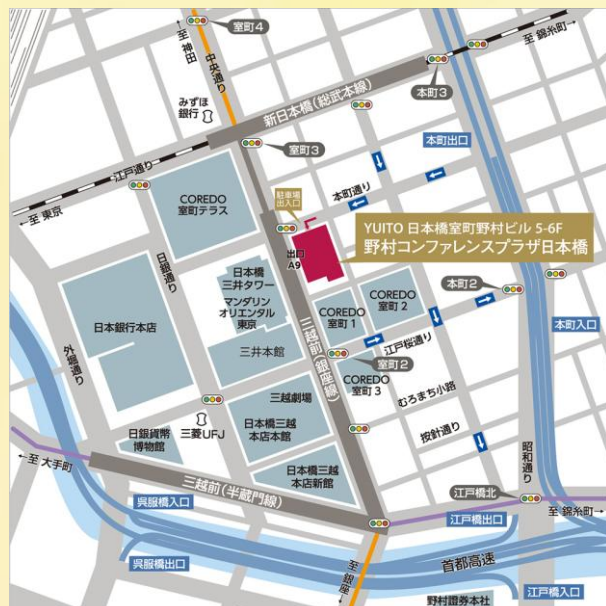 ←至 神田
室町4
中央通り
至 錦糸町→
みずほ
銀行
新日本橋(総武本線)
本町3
本町出口
江戸通り
室町3
←至 東京
COREDO
室町テラス
駐車場
出入口
本町通り
YUITO 日本橋室町野村ビル 5-6F
野村コンファレンスプラザ日本橋
出口
A9
日銀通り
日本橋
三井タワー
マンダリン
オリエンタル
東京
COREDO
室町 1
COREDO
室町 2
本町2
日本銀行本店
外堀通り
三井本館
三越前(銀座線)
江戸桜通り
室町2
本町入口
COREDO
室町 3
三越劇場
むろまち小路
日銀貨幣
博物館
三菱UFJ
日本橋三越
本店本館
按針通り
昭和通り
←至 大手町
三越前(半蔵門線)
日本橋三越
本店新館
江戸橋北
呉服橋入口
至 錦糸町→
江戸橋出口
呉服橋出口
首都高速
至 銀座→
野村證券本社
江戸橋入口